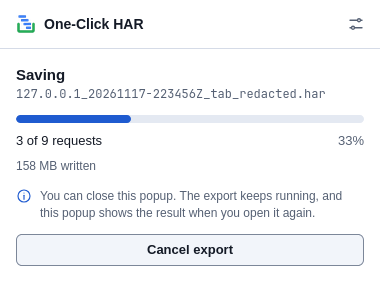 One-Click HAR
Saving
127.0.0.1_20261117-223456Z_tab_redacted.har
3 of 9 requests
33%
158 MB written
You can close this popup. The export keeps running, and
this popup shows the result when you open it again.
Cancel export